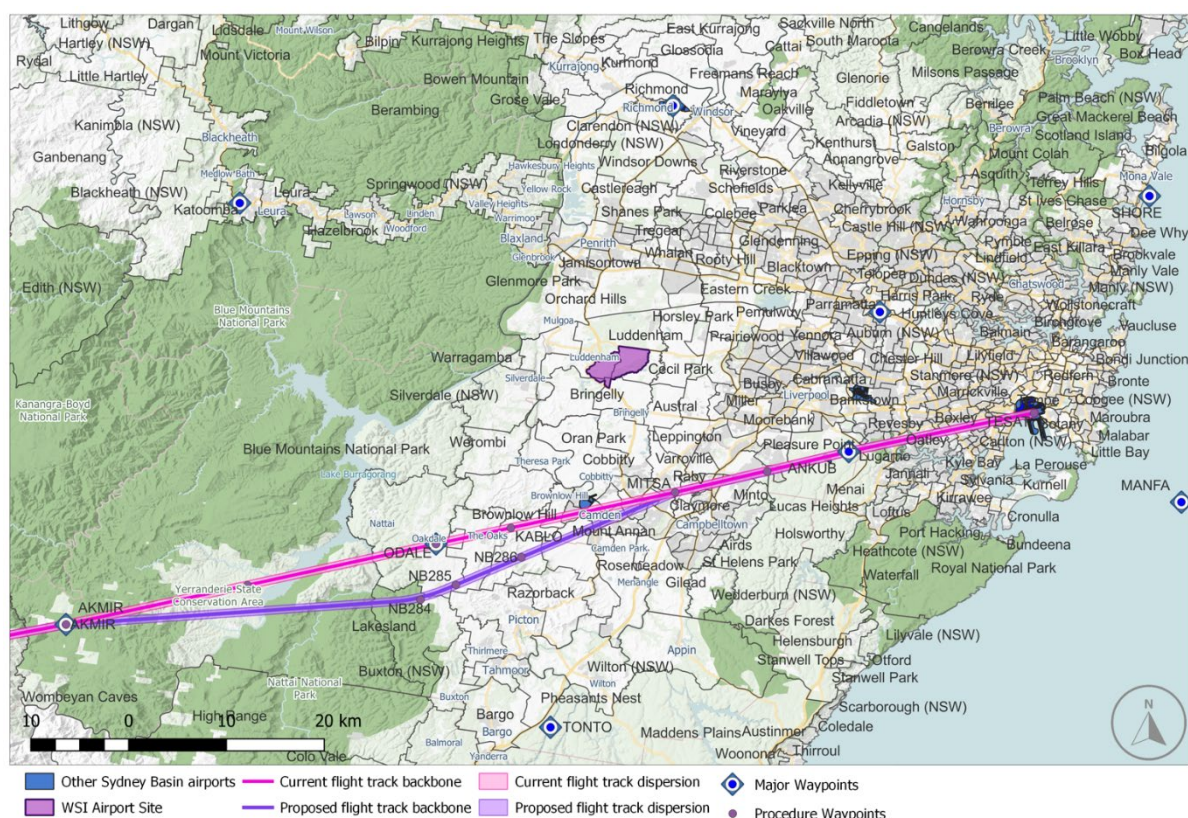 Lithgow
Dargan
Lidsdale
Mount Wilson
Bilpin
Kurrajong Heights
The Slopes
East Kurrajong
Sackville North
Cangelands
Little Wobby
Hartley (NSW)
Mount Victoria
Kurrajong
Kurmond
Glossodia
Cattai
South Maroota
Berowra Creek
Box Head
Rydal
Brooklyn
Little Hartley
Bowen Mountain
Freemans Reach
Glenorie
Milsons Passage
Grose Vale
Richmond
Maraylya
Oakville
Berambing
Richmond
Windsor
Fiddletown
Berrilee
Palm Beach (NSW)
Kanimbla (NSW)
Clarendon (NSW)
Vineyard
Arcadia (NSW)
Great Mackerel Beach
Blackheath
Londonderry (NSW)
Kenthurst
Galston
Berowra
Scotland Island
Ganbenang
Hawkesbury Heights
Windsor Downs
Annangrove
Mount Colah
Bilgola
Medlow Bath
Riverstone
Asquith
Mona Vale
Blackheath (NSW)
Leura
Springwood (NSW)
Yellow Rock
Castlereagh
Schofields
Kellyville
Terrey Hills
Katoomba
Leura
Lawson
Linden
Valley Heights
Shanes Park
Colebee
Parklea
Cherrybrook
Hornsby
St Ives Chase
SHORE
Hazelbrook
Woodford
Warrimoo
Tregear
Castle Hill (NSW)
Wahroonga
Belrose
Dee Why
Blaxland
Penrith
Whalan
Glendenning
Pymble
East Killara
Glenbrook
Jamisontown
Rooty Hill
Epping (NSW)
Lindfield
Brookvale
Edith (NSW)
Glenmore Park
Blacktown
Telopea
Dundas (NSW)
Manly Vale
Eastern Creek
Harris Park
Ryde
Chatswood
Manly (NSW)
Blue Mountains
National Park
Orchard Hills
Parramatta
Wollstonecraft
Mulgoa
Horsley Park
Pemulwuy
Huntleys Cove
Birchgrove
Luddenham
Prairiewood
Yennora
Auburn (NSW)
Balmain
Vaucluse
Warragamba
Luddenham
Villawood
Barangaroo
Cecil Park
Chester Hill
Lilyfield
Bondi Junction
Kanangra-Boyd
National Park
Silverdale
Busby
Cabramatta
Stanmore (NSW)
Redfern
Bronte
Silverdale (NSW)
Bringelly
Miller
Liverpool
Bankstown
Marrickville
Coogee (NSW)
Bringelly
Austral
Moorebank
Revesby
Bexley
TESAT
Botany
Maroubra
Blue Mountains National Park
Werombi
Oran Park
Leppington
Pleasure Point
Oatley
Carlton (NSW)
Malabar
Theresa Park
Cobbitty
Varroville
Lugarno
Little Bay
Lake Burragorang
Cobbitty
MITSA
Raby
ANKUB
Jannali
Kyle Bay
La Perouse
Brownlow Hill
Minto
Menai
Sylvania
Kurnell
MANFA
Nattai
Brownlow Hill
Camden
Claymore
Lucas Heights
Loftus
Kirrawee
Cronulla
Oakdale
The Oaks
KABLO
Mount Annan
Campbelltown
Holsworthy
Port Hacking
ODALE
NB286
Camden Park
Airds
Bundeena
Rosemeadow
St Helens Park
Heathcote (NSW)
NB285
Menangle
Gilead
Waterfall
Royal National Park
Yerranderie State
Conservation Area
Razorback
AKMIR
NB284
Wedderburn (NSW)
AKMIR
Lakesland
Picton
Darkes Forest
Lilyvale (NSW)
Helensburgh
Thirlmere
Appin
Buxton (NSW)
Tahmoor
Wilton (NSW)
Stanwell Tops
Otford
Nattai National
Park
Wilton
Stanwell Park
Wombeyan Caves
Buxton
Pheasants Nest
Scarborough (NSW)
High Range
Bargo
TONTO
Coledale
Bargo
Maddens Plains
Austinmer
Balmoral
Yanderra
Woonona
Thirroul
Colo Vale
10 0 10 20 km
N
Other Sydney Basin airports
Current flight track backbone
Current flight track dispersion
Major Waypoints
WSI Airport Site
Proposed flight track backbone
Proposed flight track dispersion
Procedure Waypoints